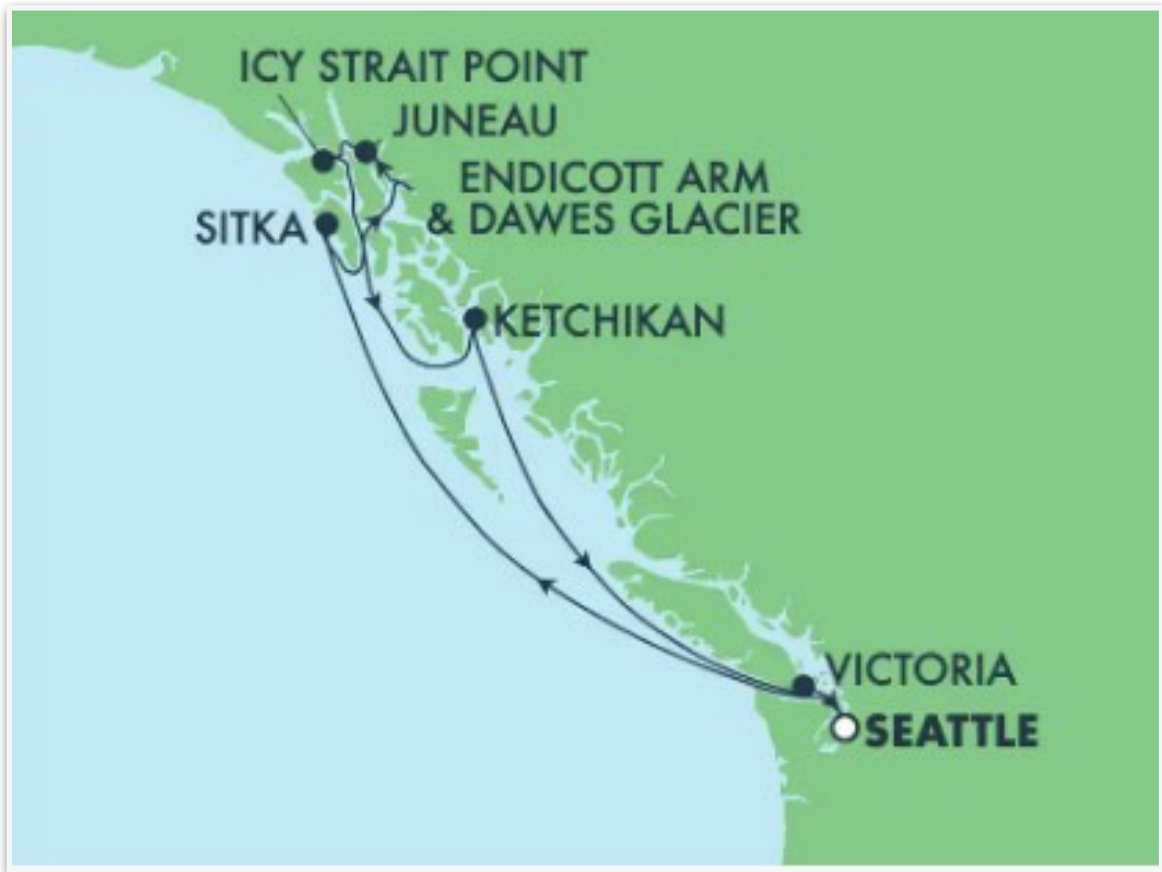 ICY STRAIT POINT
JUNEAU
ENDICOTT ARM
& DAWES GLACIER
SITKA
KETCHIKAN
VICTORIA
SEATTLE